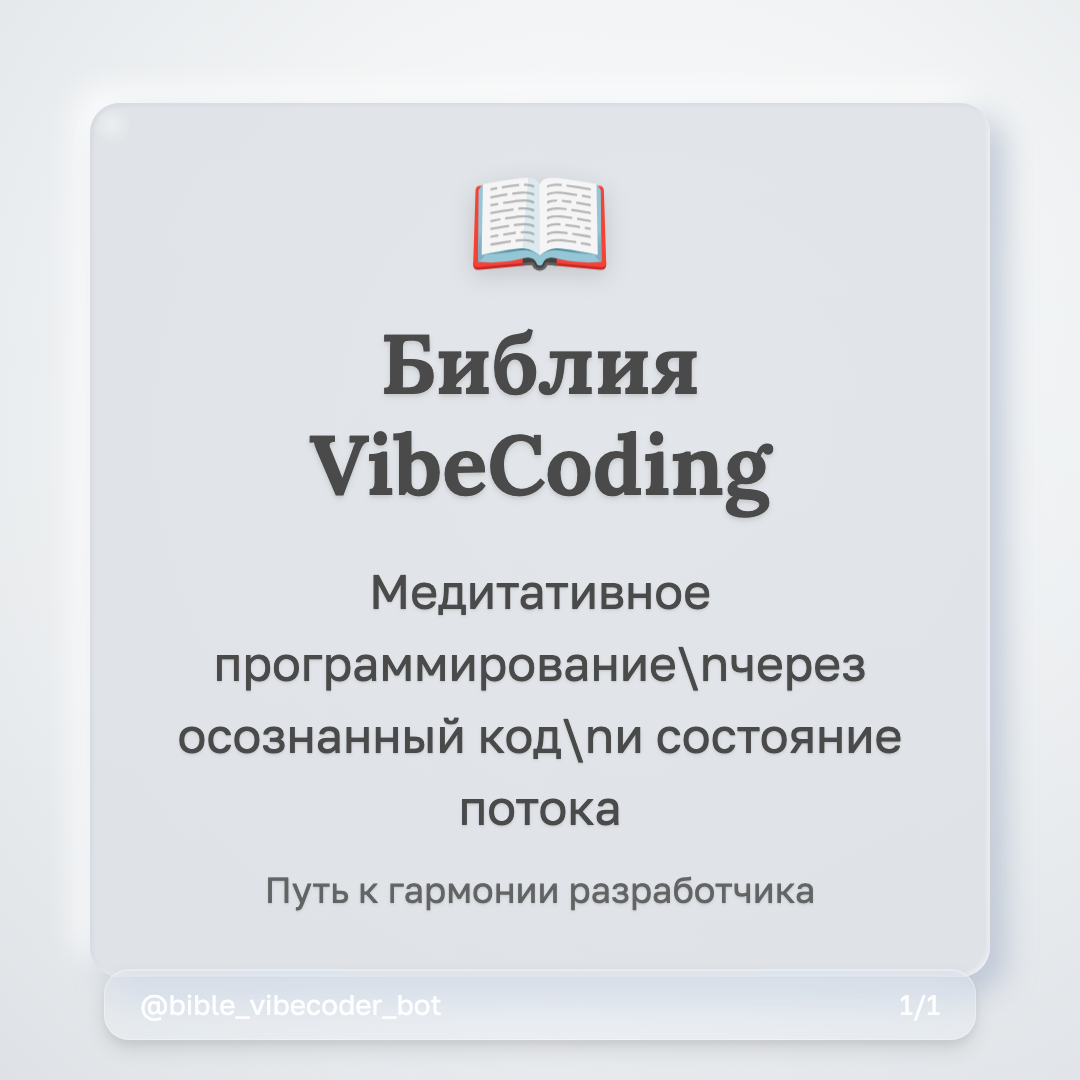 Библия
VibeCoding
Медитативное
программирование\nчерез
осознанный код\nи состояние
потока
Путь к гармонии разработчика
@bible_vibecoder_bot
1/1